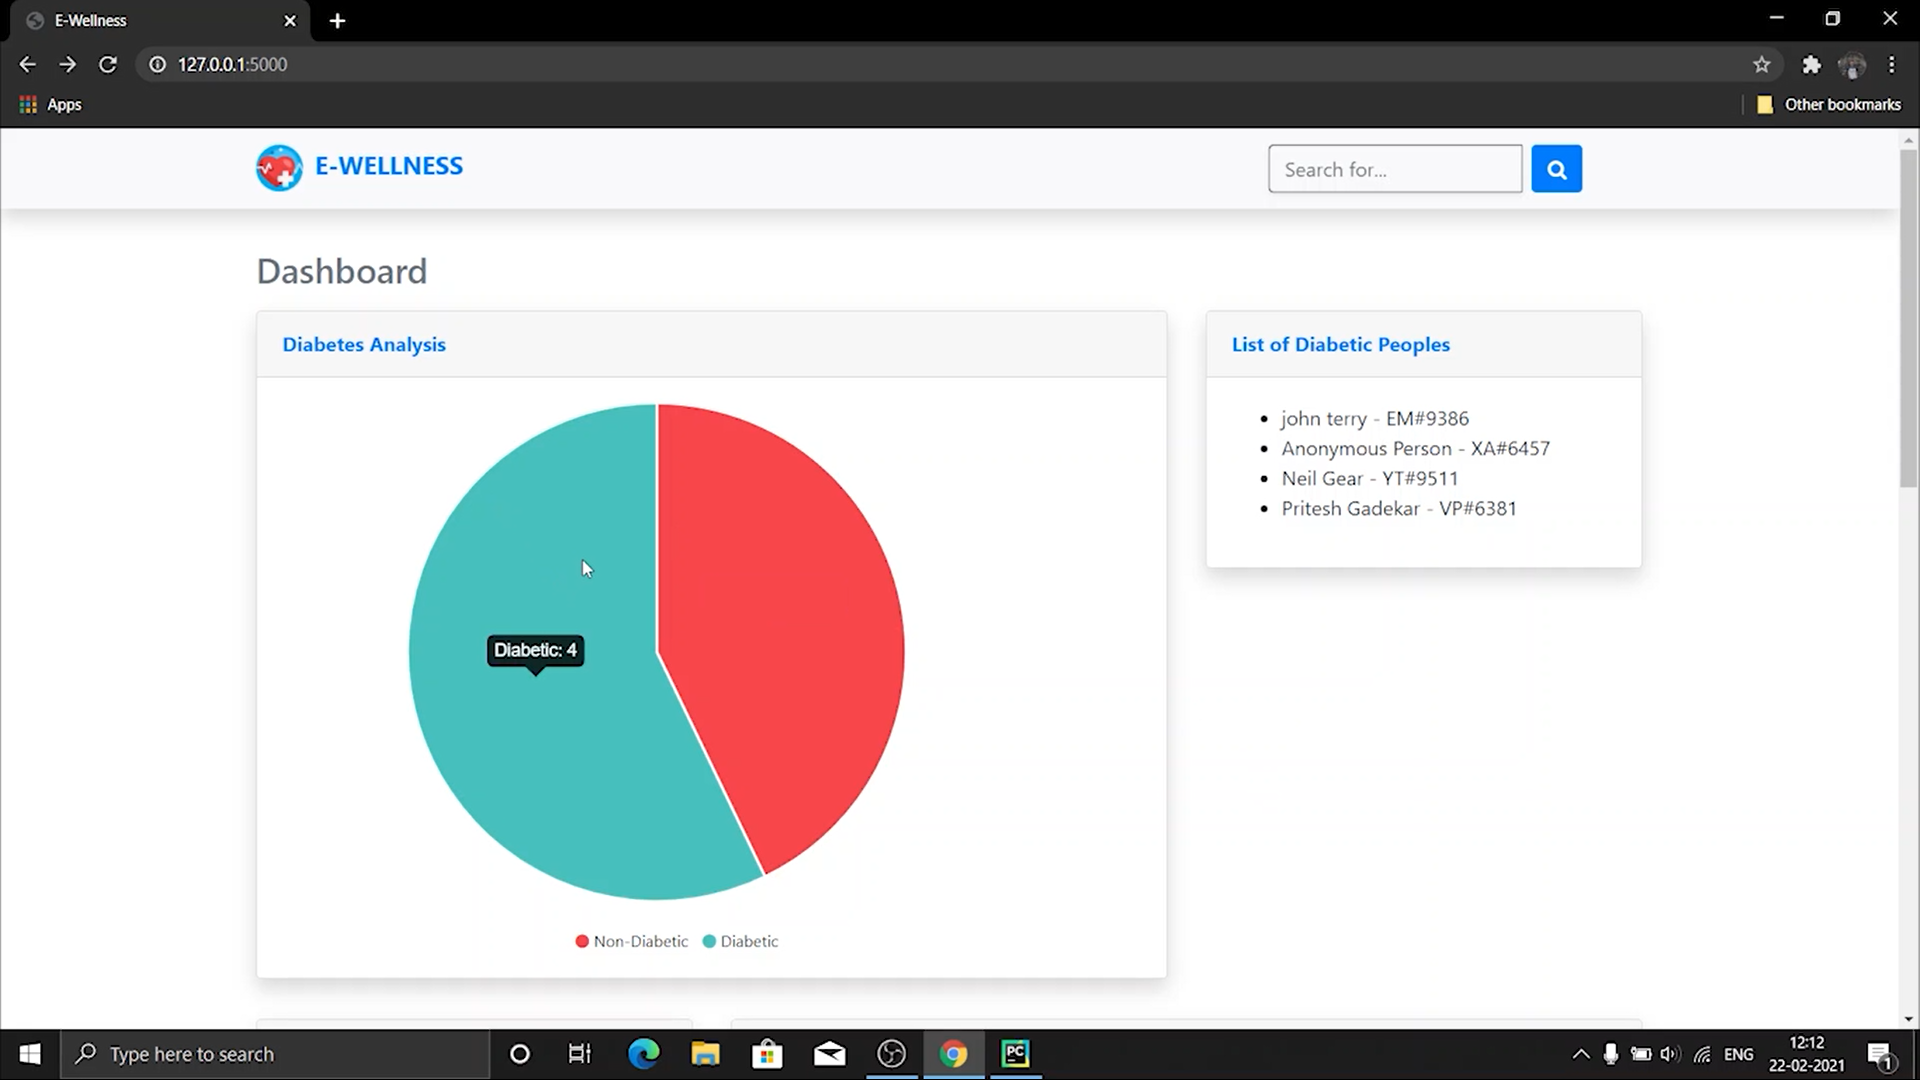 E-Wellness
127.0.0.1:5000
Apps
Other bookmarks
E-WELLNESS
Search for...
Dashboard
Diabetes Analysis
List of Diabetic Peoples
john terry - EM#9386
Anonymous Person - XA#6457
Neil Gear - YT#9511
Pritesh Gadekar - VP#6381
Diabetic: 4
Non-Diabetic
Diabetic
Type here to search
PC
ENG
12:12
22-02-2021
1